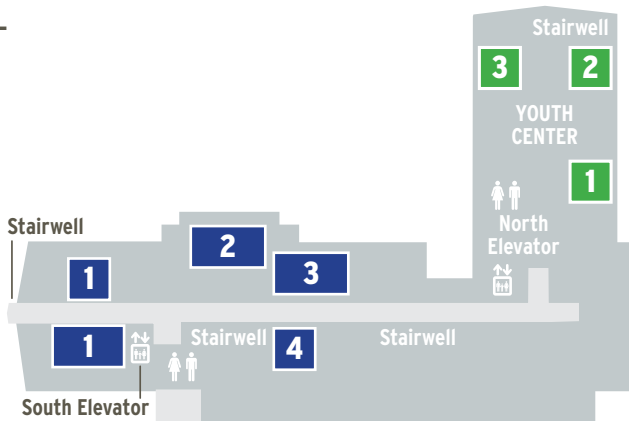 Stairwell
3
2
YOUTH
CENTER
1
North
Elevator
Stairwell
2
3
1
1
Stairwell
4
Stairwell
South Elevator